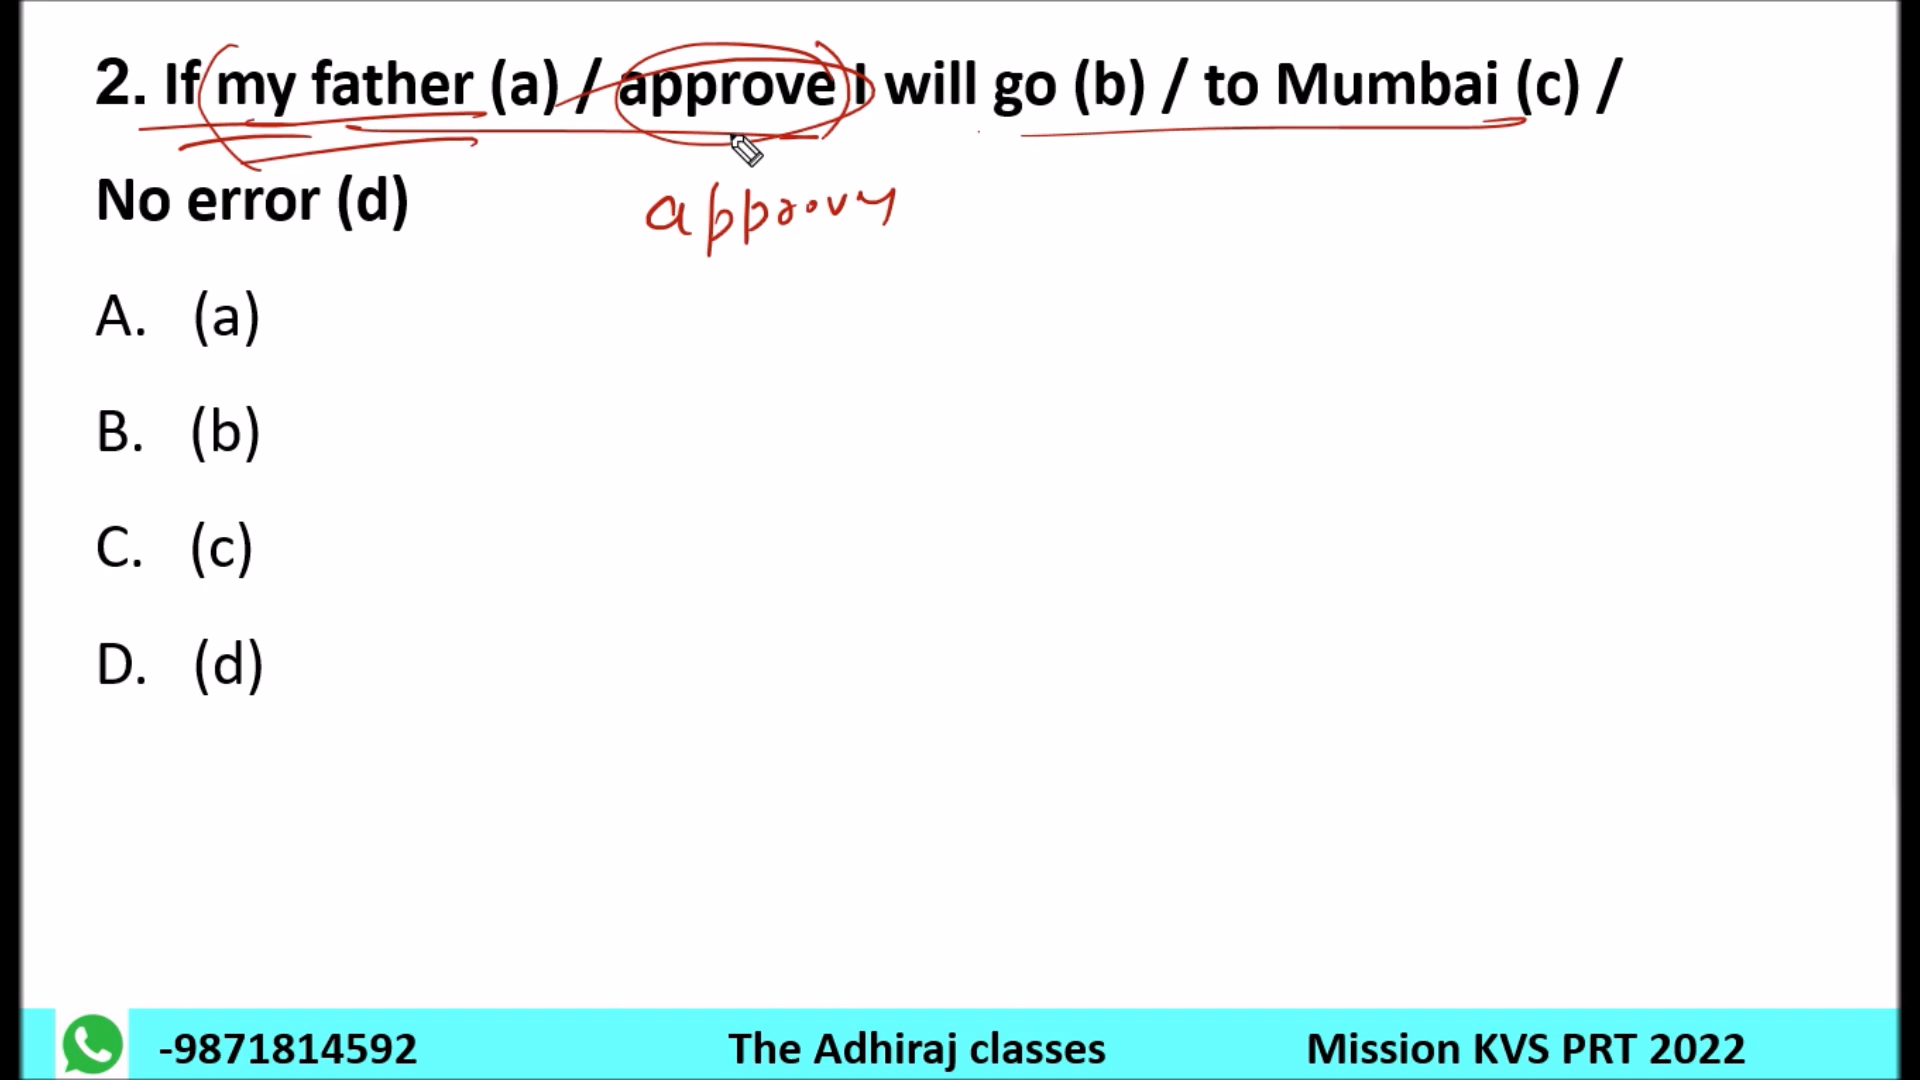 2. If my father (a) / approve I will go (b) / to Mumbai (c) /
No error (d)
approvy
A. (a)
B. (b)
C. (c)
D. (d)
-9871814592 The Adhiraj classes Mission KVS PRT 2022